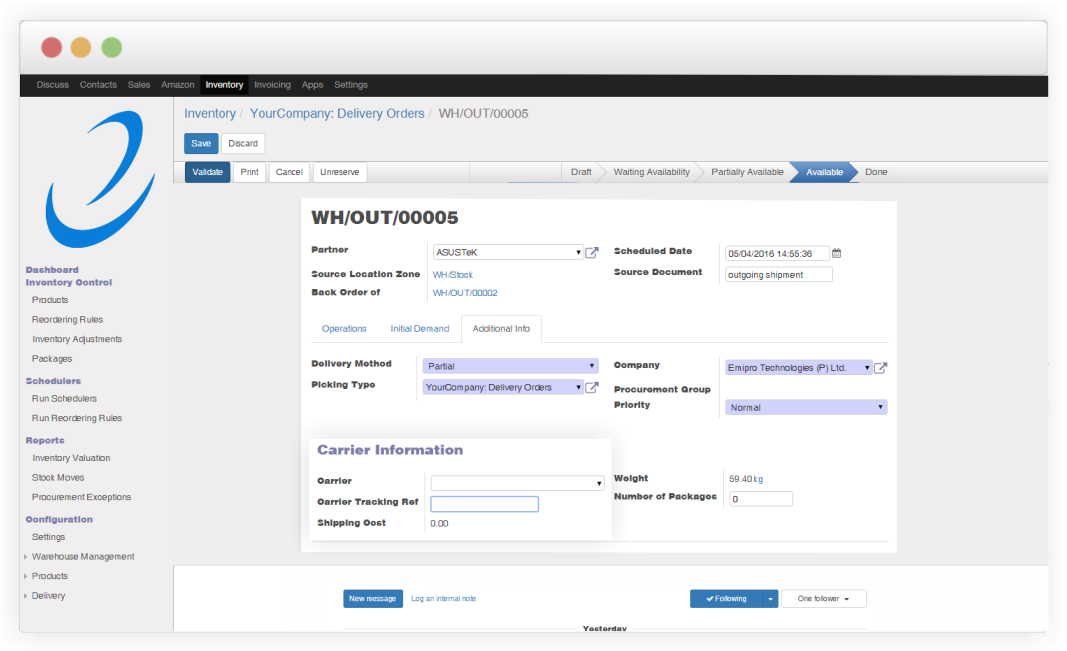 Discuss Contacts Sales Amazon Inventory Invoicing Apps Settings
Inventory / YourCompany: Delivery Orders / WH/OUT/00005
Save Discard
Validate Print Cancel Unreserve Draft Waiting Availability Partially Available Available Done
Dashboard
Inventory Control
Products
Reordering Rules
Inventory Adjustments
Packages
Schedulers
Run Schedulers
Run Reordering Rules
Reports
Inventory Valuation
Stock Moves
Procurement Exceptions
Configuration
Settings
Warehouse Management
Products
Delivery
WH/OUT/00005
Partner ASUSTeK Scheduled Date 05/04/2016 14:55:36
Source Location Zone WH/Stock Source Document outgoing shipment
Back Order of WH/OUT/00002
Operations Initial Demand Additional Info
Delivery Method Partial Company Emipro Technologies (P) Ltd.
Picking Type YourCompany: Delivery Orders Procurement Group
Priority Normal
Carrier Information
Carrier Weight 59.40 kg
Carrier Tracking Ref Number of Packages 0
Shipping Cost 0.00
New message Log an internal note Following One follower
Yesterday